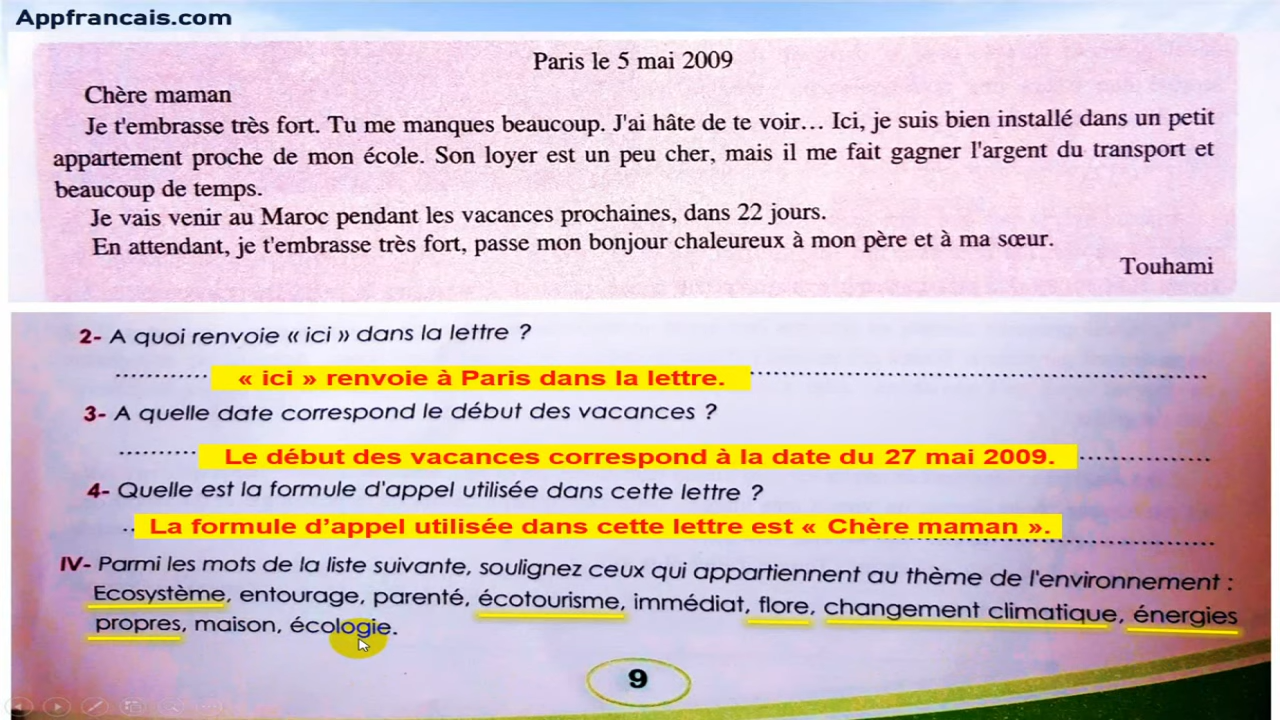 Appfrancais.com
Paris le 5 mai 2009
Chère maman
Je t'embrasse très fort. Tu me manques beaucoup. J'ai hâte de te voir... Ici, je suis bien installé dans un petit
appartement proche de mon école. Son loyer est un peu cher, mais il me fait gagner l'argent du transport et
beaucoup de temps.
Je vais venir au Maroc pendant les vacances prochaines, dans 22 jours.
En attendant, je t'embrasse très fort, passe mon bonjour chaleureux à mon père et à ma sœur.
Touhami
2- A quoi renvoie « ici » dans la lettre ?
« ici » renvoie à Paris dans la lettre.
3- A quelle date correspond le début des vacances ?
Le début des vacances correspond à la date du 27 mai 2009.
4- Quelle est la formule d'appel utilisée dans cette lettre ?
La formule d’appel utilisée dans cette lettre est « Chère maman ».
IV- Parmi les mots de la liste suivante, soulignez ceux qui appartiennent au thème de l'environnement :
Ecosystème, entourage, parenté, écotourisme, immédiat, flore, changement climatique, énergies
propres, maison, écologie.
9